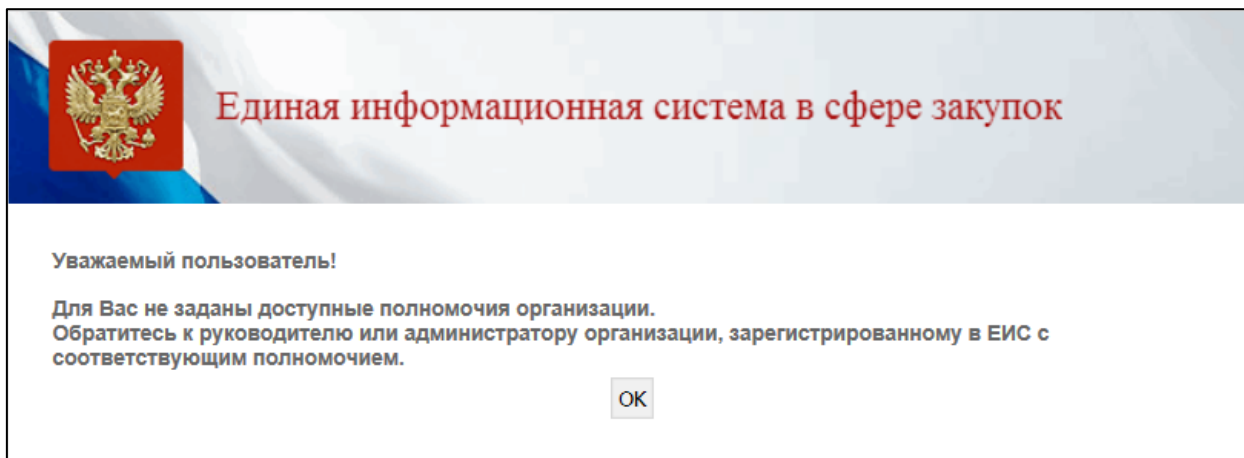 Единая информационная система в сфере закупок
Уважаемый пользователь!
Для Вас не заданы доступные полномочия организации.
Обратитесь к руководителю или администратору организации, зарегистрированному в ЕИС с
соответствующим полномочием.
OK